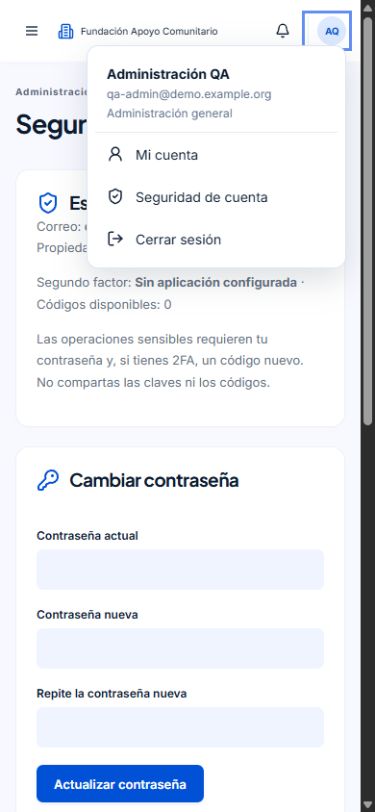 Fundación Apoyo Comunitario
AQ
Administración QA
qa-admin@demo.example.org
Administración general
Mi cuenta
Seguridad de cuenta
Cerrar sesión
Segundo factor: Sin aplicación configurada ·
Códigos disponibles: 0
Las operaciones sensibles requieren tu
contraseña y, si tienes 2FA, un código nuevo.
No compartas las claves ni los códigos.
Cambiar contraseña
Contraseña actual
Contraseña nueva
Repite la contraseña nueva
Actualizar contraseña